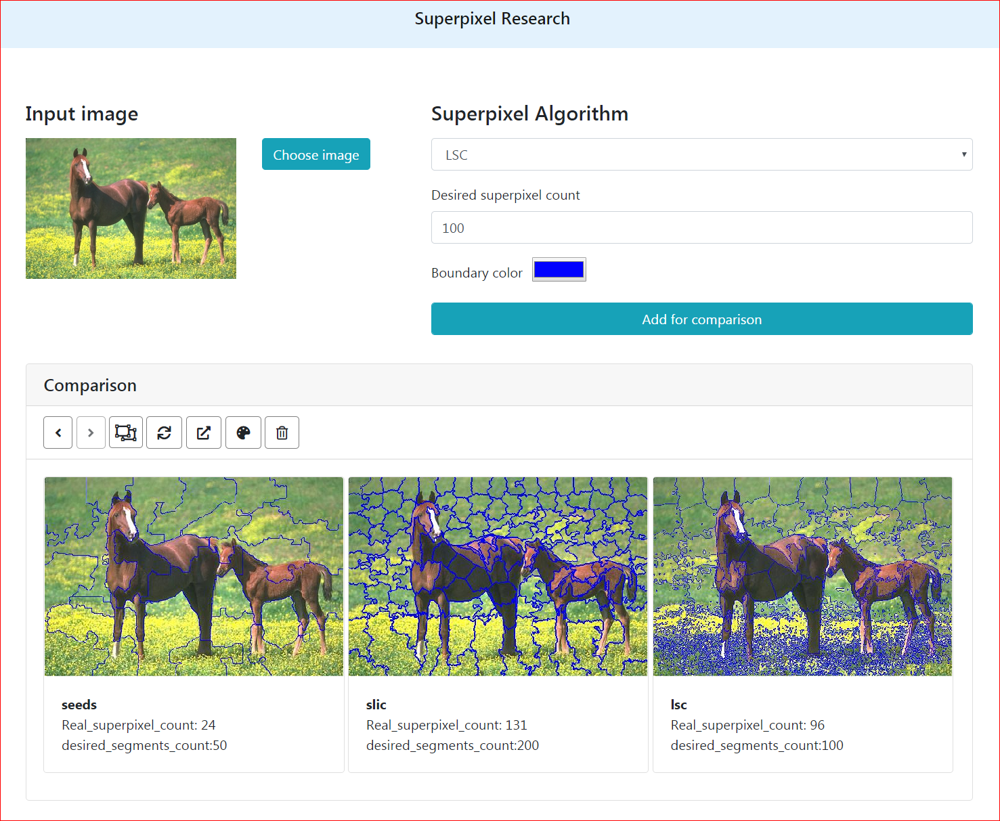 Superpixel Research
Input image
Choose image
Superpixel Algorithm
LSC
Desired superpixel count
100
Boundary color
Add for comparison
Comparison
seeds
Real_superpixel_count: 24
desired_segments_count:50
slic
Real_superpixel_count: 131
desired_segments_count:200
lsc
Real_superpixel_count: 96
desired_segments_count:100